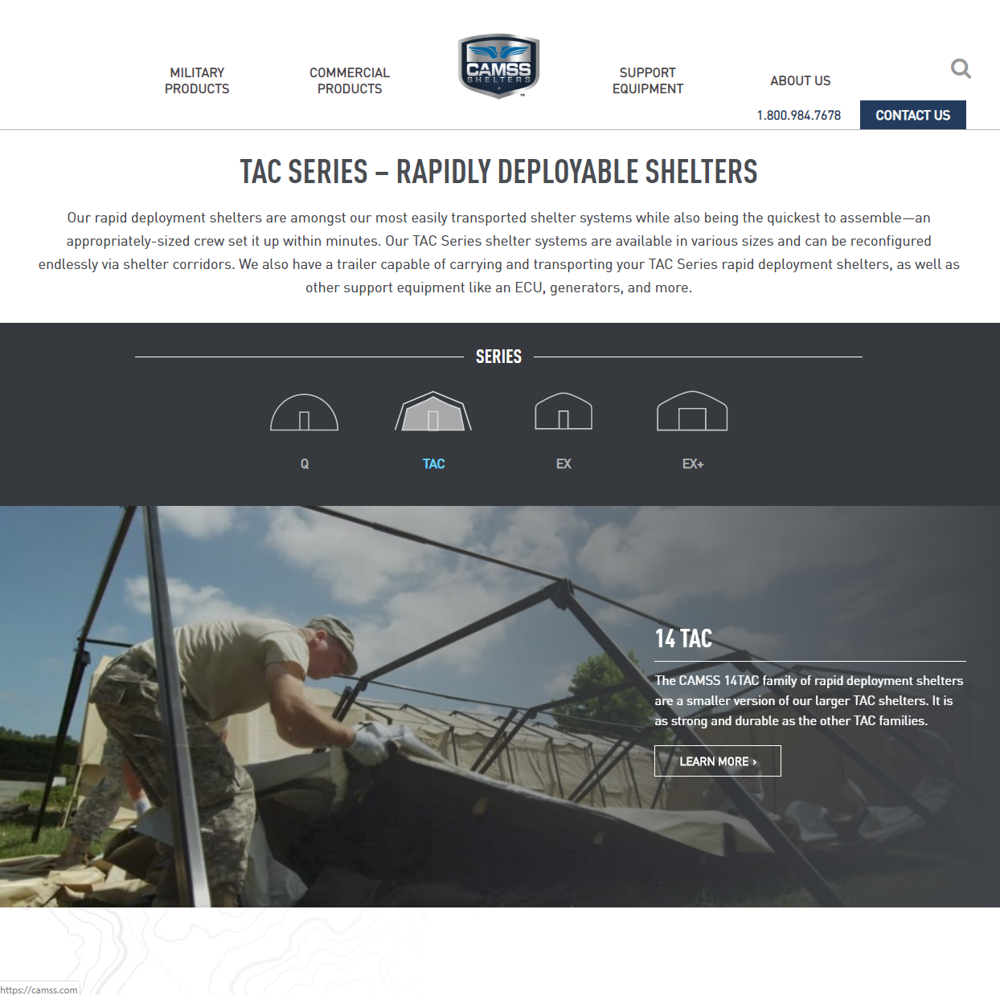 MILITARY
PRODUCTS
COMMERCIAL
PRODUCTS
CAMSS
SHELTERS
™
SUPPORT
EQUIPMENT
ABOUT US
1.800.984.7678
CONTACT US
TAC SERIES – RAPIDLY DEPLOYABLE SHELTERS
Our rapid deployment shelters are amongst our most easily transported shelter systems while also being the quickest to assemble—an
appropriately-sized crew set it up within minutes. Our TAC Series shelter systems are available in various sizes and can be reconfigured
endlessly via shelter corridors. We also have a trailer capable of carrying and transporting your TAC Series rapid deployment shelters, as well as
other support equipment like an ECU, generators, and more.
SERIES
Q
TAC
EX
EX+
14 TAC
The CAMSS 14TAC family of rapid deployment shelters
are a smaller version of our larger TAC shelters. It is
as strong and durable as the other TAC families.
LEARN MORE ›
https://camss.com